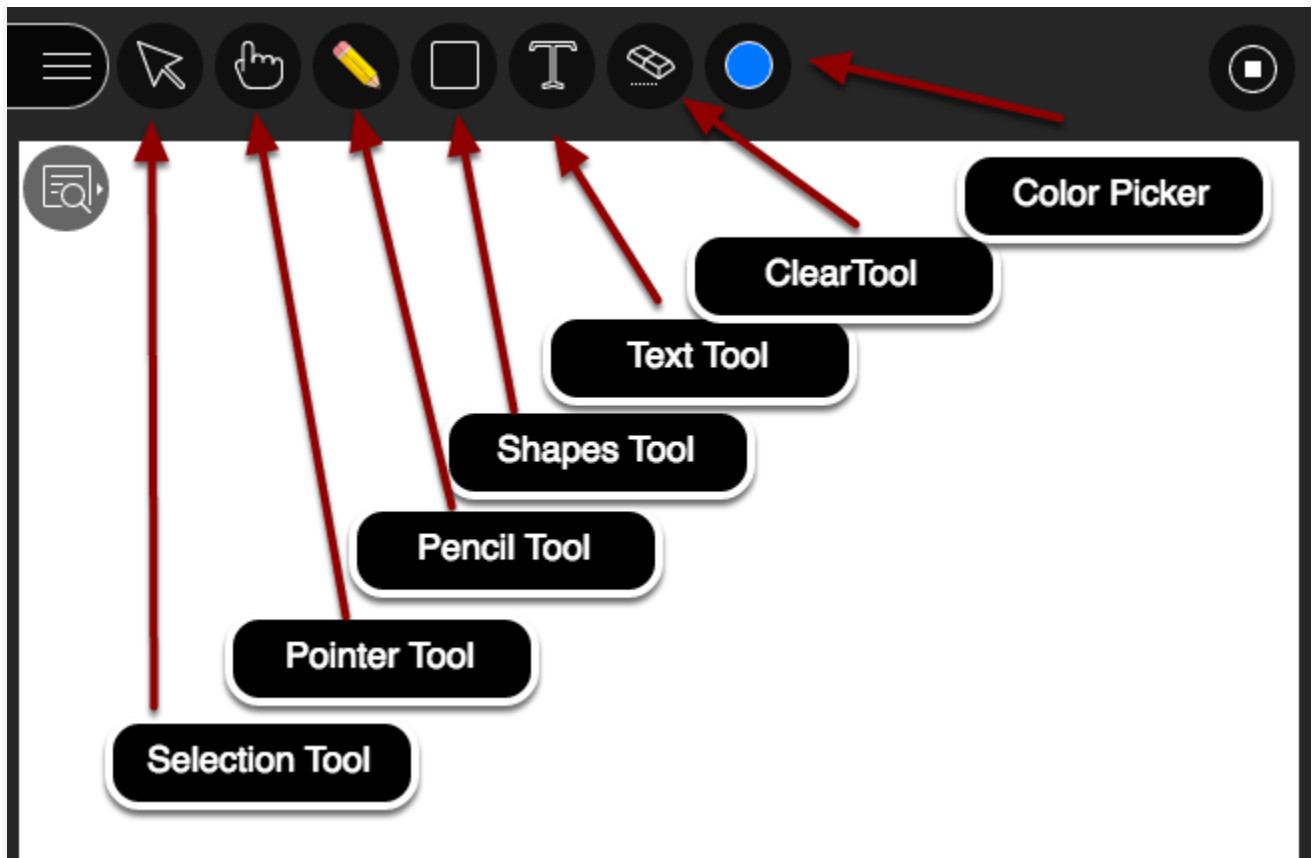 Color Picker
ClearTool
Text Tool
Shapes Tool
Pencil Tool
Pointer Tool
Selection Tool